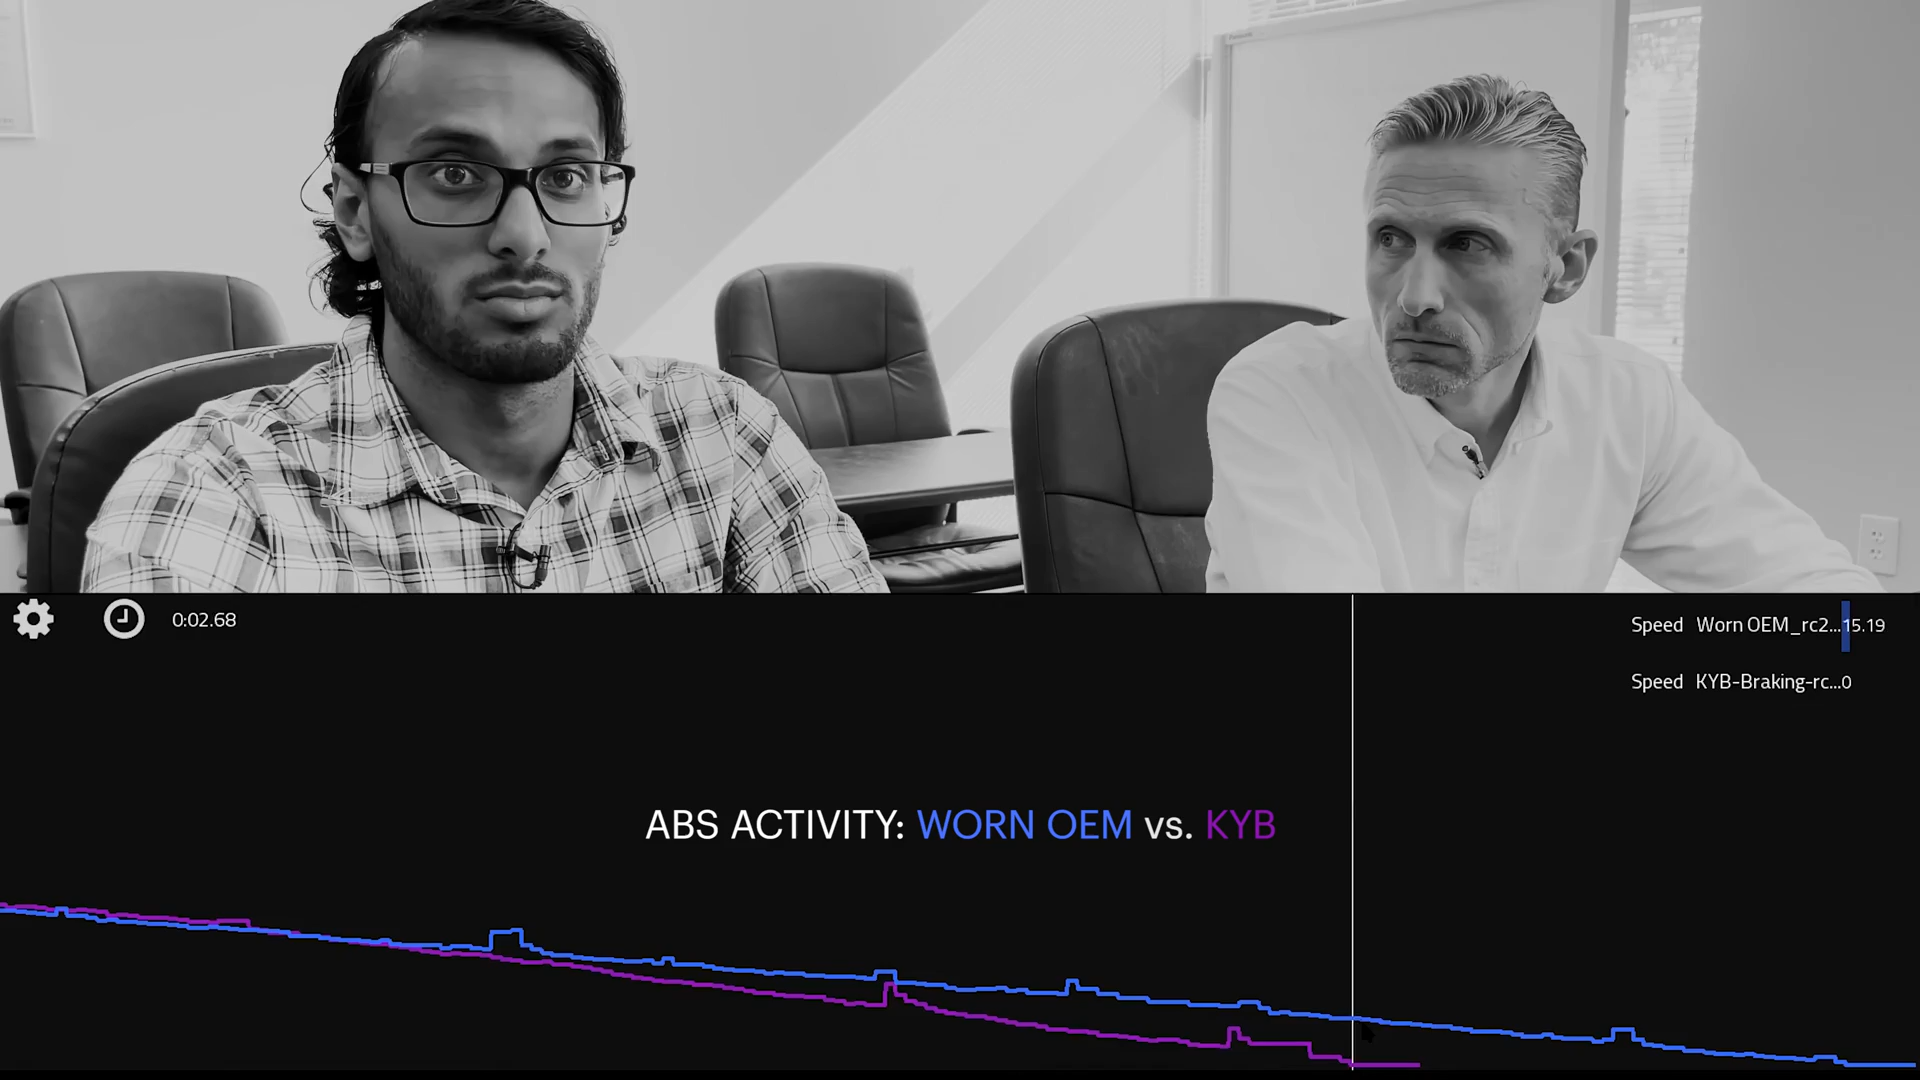 0:02.68
Speed Worn OEM_rc2...15.19
Speed KYB-Braking-rc...0
ABS ACTIVITY: WORN OEM vs. KYB